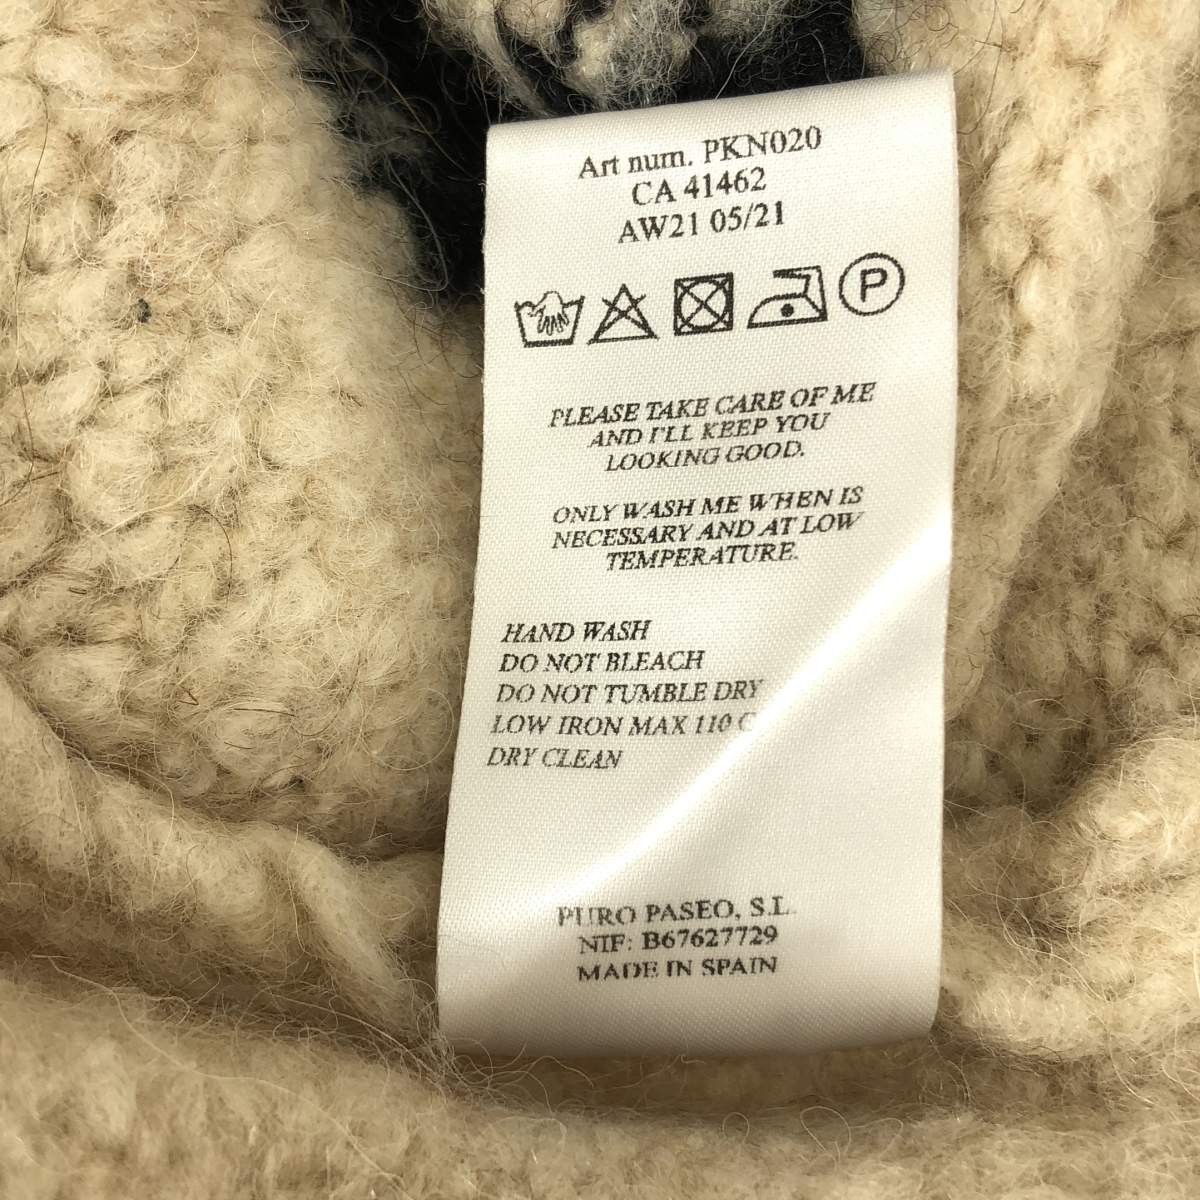 Art num. PKN020
CA 41462
AW21 05/21
P
PLEASE TAKE CARE OF ME
AND I'LL KEEP YOU
LOOKING GOOD.
ONLY WASH ME WHEN IS
NECESSARY AND AT LOW
TEMPERATURE.
HAND WASH
DO NOT BLEACH
DO NOT TUMBLE DRY
LOW IRON MAX 110 C
DRY CLEAN
PURO PASEO, S.L.
NIF: B67627729
MADE IN SPAIN